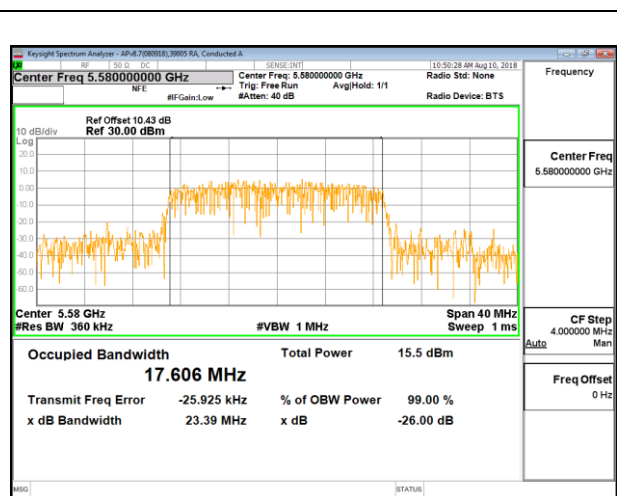 Keysight Spectrum Analyzer - APv8.7(080918),39005 RA, Conducted A
RF 50 Ω DC SENSE:INT 10:50:28 AM Aug 10, 2018
Center Freq 5.580000000 GHz Center Freq: 5.580000000 GHz Radio Std: None Frequency
NFE Trig: Free Run Avg|Hold: 1/1
#IFGain:Low #Atten: 40 dB Radio Device: BTS
Ref Offset 10.43 dB
10 dB/div Ref 30.00 dBm
Log
20.0
10.0
0.00
-10.0
-20.0
-30.0
-40.0
-50.0
-60.0
Center Freq
5.580000000 GHz
Center 5.58 GHz Span 40 MHz
#Res BW 360 kHz #VBW 1 MHz Sweep 1 ms
CF Step
4.000000 MHz
Auto Man
Occupied Bandwidth Total Power 15.5 dBm
17.606 MHz
Freq Offset
0 Hz
Transmit Freq Error -25.925 kHz % of OBW Power 99.00 %
x dB Bandwidth 23.39 MHz x dB -26.00 dB
MSG STATUS